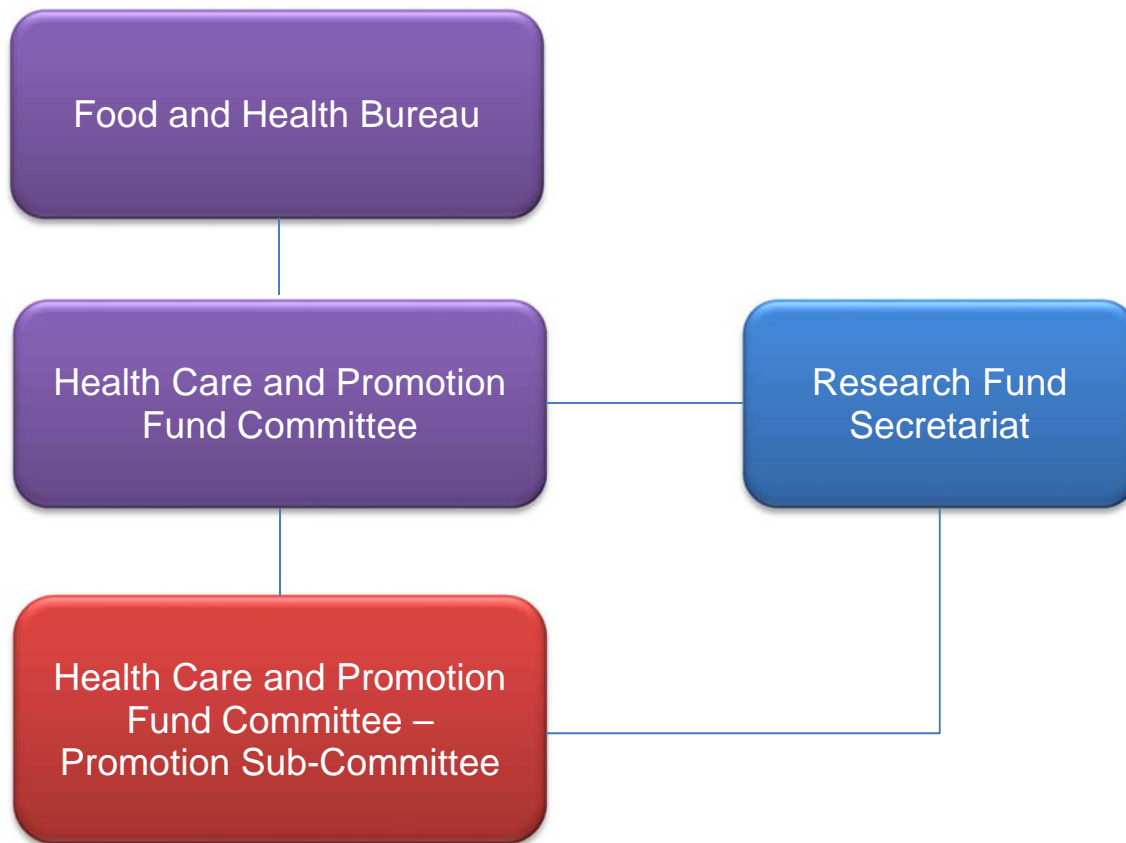 Food and Health Bureau
Health Care and Promotion
Fund Committee
Research Fund
Secretariat
Health Care and Promotion
Fund Committee –
Promotion Sub-Committee